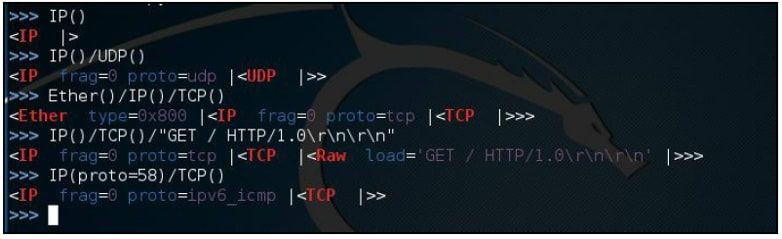 >>> IP()
<IP  |>
>>> IP()/UDP()
<IP  frag=0 proto=udp |<UDP  |>>
>>> Ether()/IP()/TCP()
<Ether  type=0x800 |<IP  frag=0 proto=tcp |<TCP  |>>>
>>> IP()/TCP()/"GET / HTTP/1.0\r\n\r\n"
<IP  frag=0 proto=tcp |<TCP  |<Raw  load='GET / HTTP/1.0\r\n\r\n' |>>>
>>> IP(proto=58)/TCP()
<IP  frag=0 proto=ipv6_icmp |<TCP  |>>
>>>